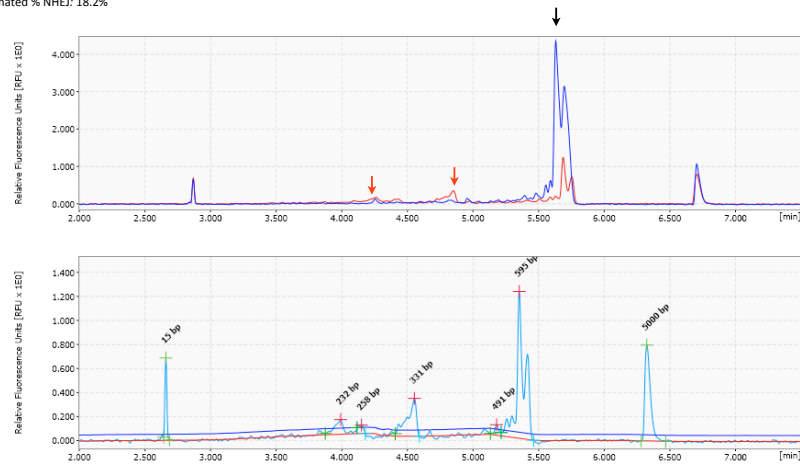 mated % NHEJ: 18.2%
Relative Fluorescence Units [RFU x 1E0]
4.000
3.000
2.000
1.000
0.000
2.000 2.500 3.000 3.500 4.000 4.500 5.000 5.500 6.000 6.500 7.000 [min]
Relative Fluorescence Units [RFU x 1E0]
1.400
1.200
1.000
0.800
0.600
0.400
0.200
0.000
15 bp
232 bp
258 bp
331 bp
491 bp
595 bp
5000 bp
2.000 2.500 3.000 3.500 4.000 4.500 5.000 5.500 6.000 6.500 7.000 [min]